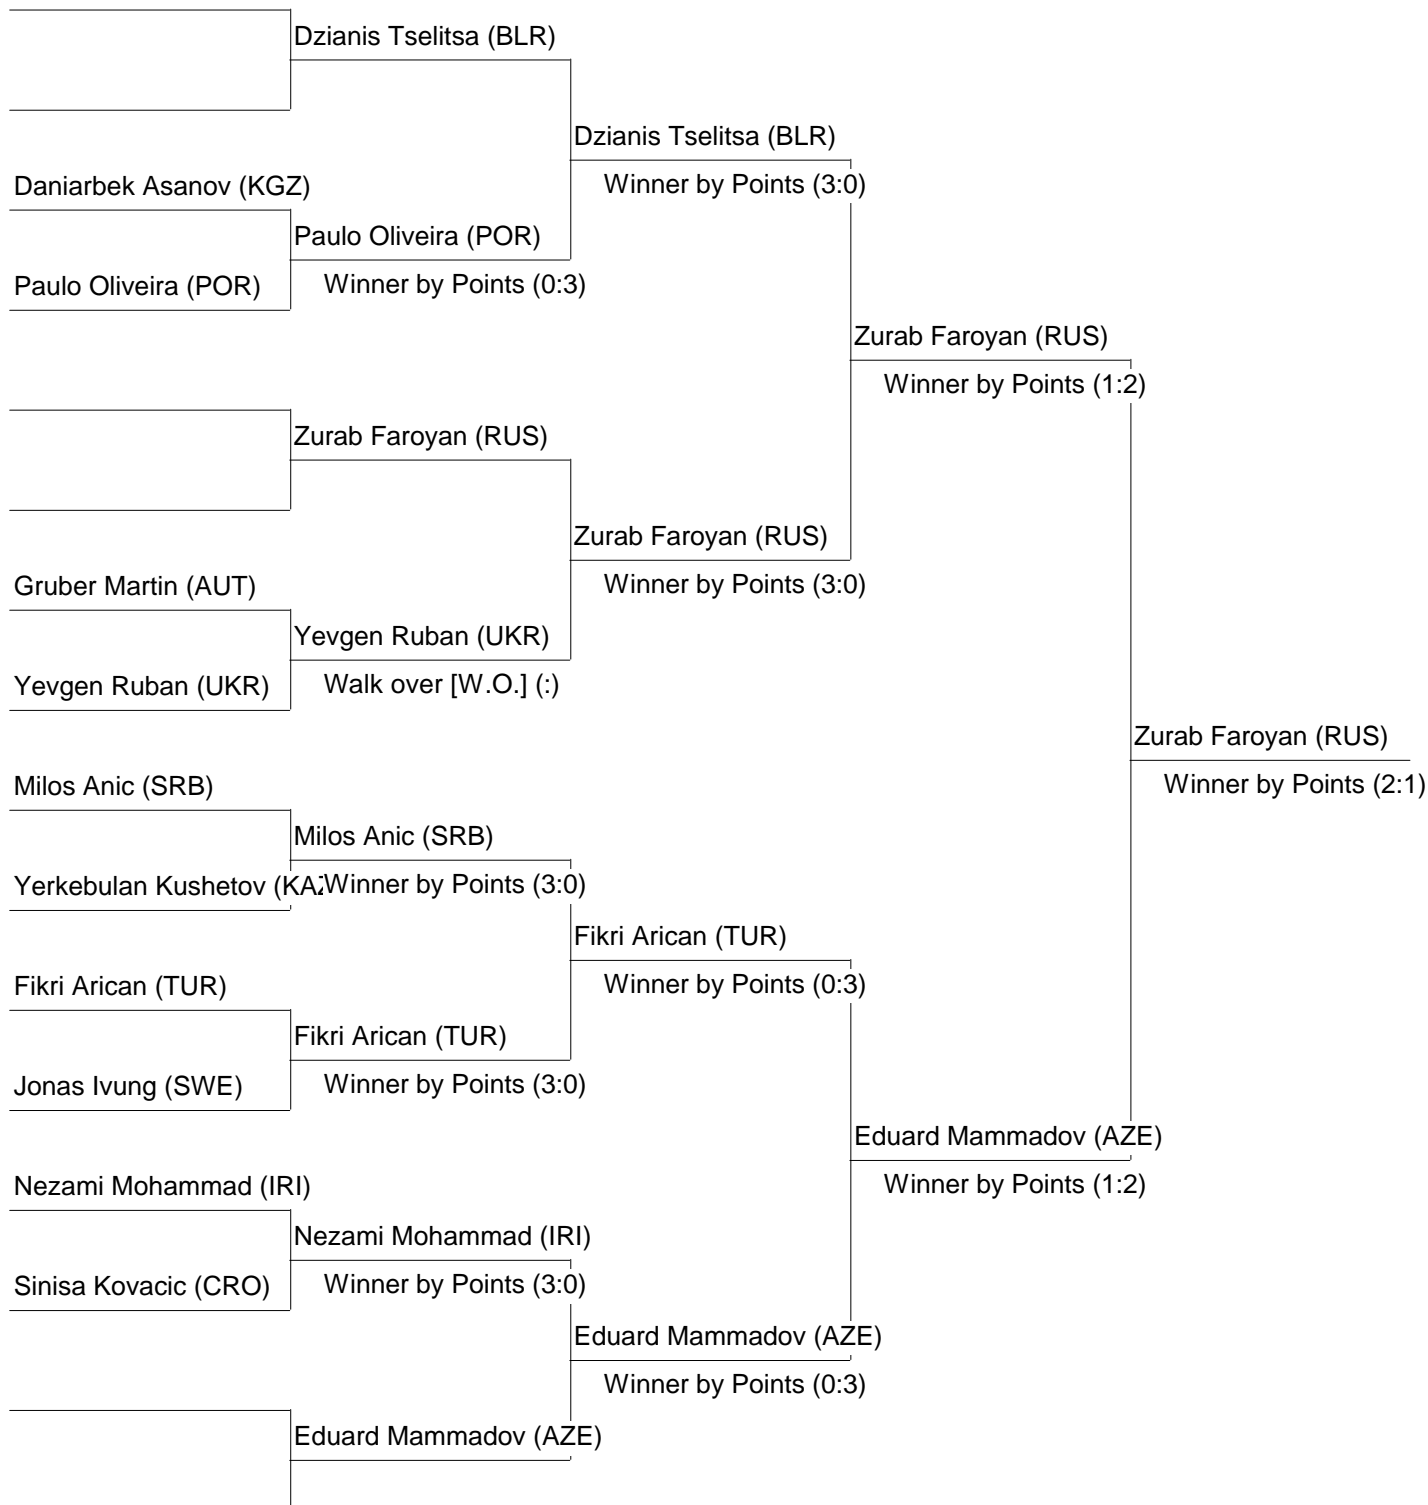 Dzianis Tselitsa (BLR)
Dzianis Tselitsa (BLR)
Winner by Points (3:0)
Daniarbek Asanov (KGZ)
Paulo Oliveira (POR)
Winner by Points (0:3)
Paulo Oliveira (POR)
Zurab Faroyan (RUS)
Winner by Points (1:2)
Zurab Faroyan (RUS)
Zurab Faroyan (RUS)
Winner by Points (3:0)
Gruber Martin (AUT)
Yevgen Ruban (UKR)
Walk over [W.O.] (:)
Yevgen Ruban (UKR)
Zurab Faroyan (RUS)
Winner by Points (2:1)
Milos Anic (SRB)
Milos Anic (SRB)
Winner by Points (3:0)
Yerkebulan Kushetov (KAZ
Fikri Arican (TUR)
Winner by Points (0:3)
Fikri Arican (TUR)
Fikri Arican (TUR)
Winner by Points (3:0)
Jonas Ivung (SWE)
Eduard Mammadov (AZE)
Winner by Points (1:2)
Nezami Mohammad (IRI)
Nezami Mohammad (IRI)
Winner by Points (3:0)
Sinisa Kovacic (CRO)
Eduard Mammadov (AZE)
Winner by Points (0:3)
Eduard Mammadov (AZE)